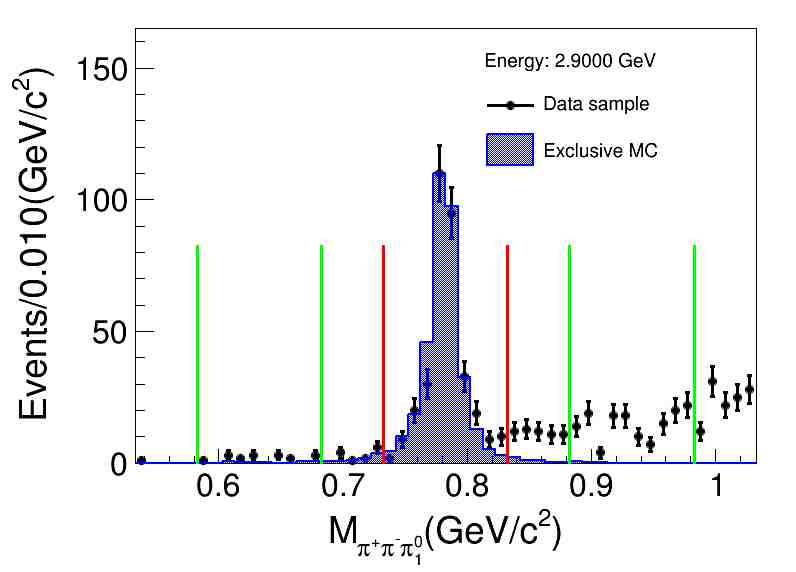 Energy: 2.9000 GeV
Data sample
Exclusive MC
Events/0.010(GeV/c²)
150
100
50
0
0.6 0.7 0.8 0.9 1
M_π⁺π⁻π⁰₁(GeV/c²)